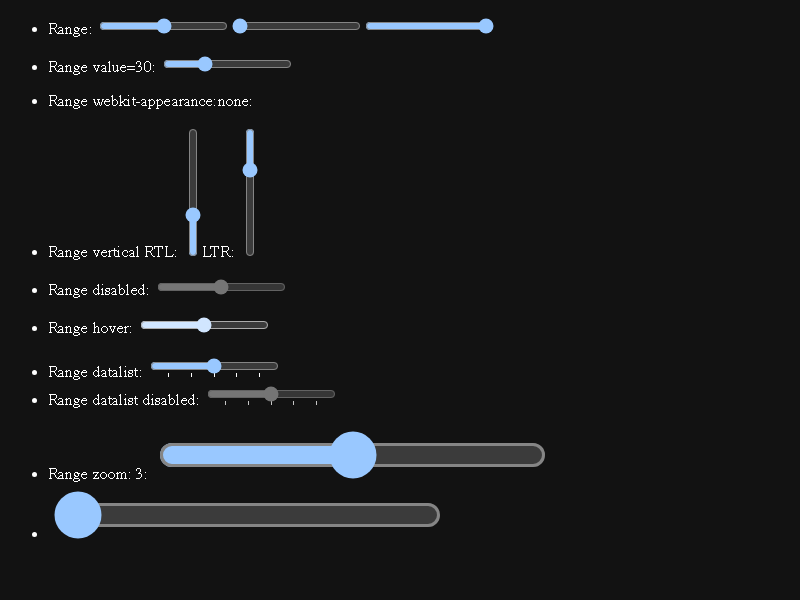 Range:
Range value=30:
Range webkit-appearance:none:
Range vertical RTL: LTR:
Range disabled:
Range hover:
Range datalist:
Range datalist disabled:
Range zoom: 3: